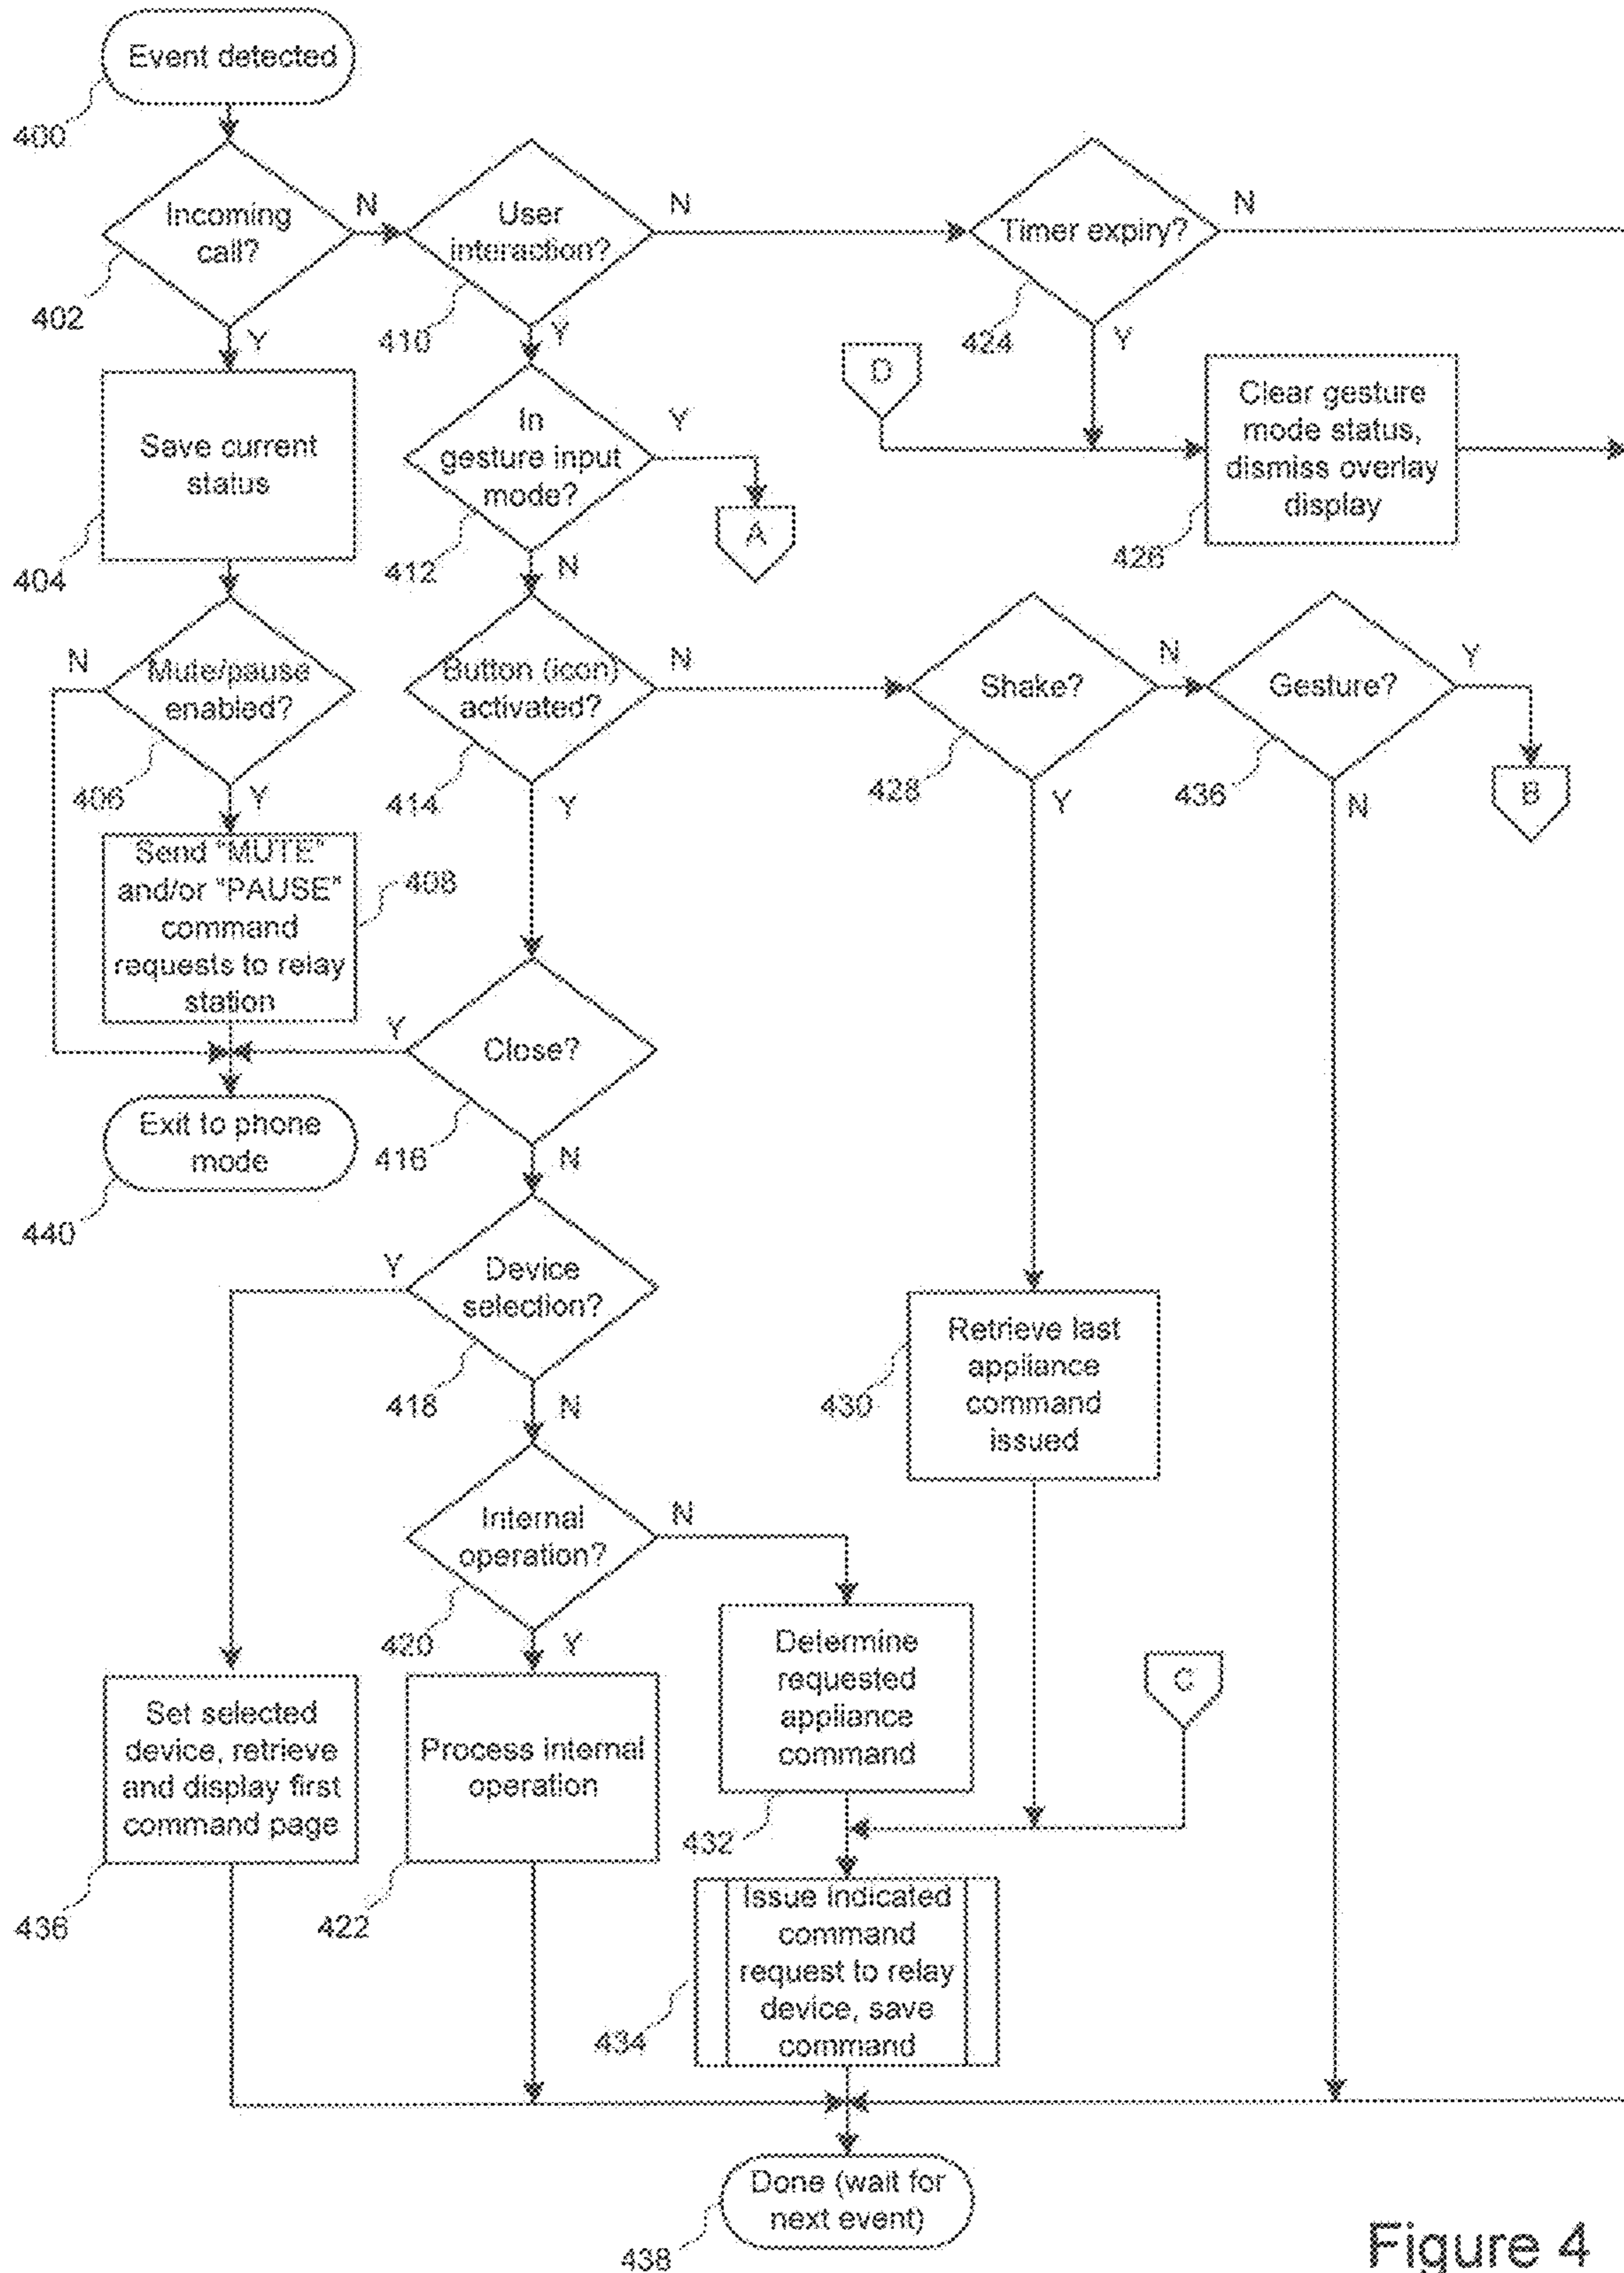 Event detected
400
Incoming
call?
N
402
Y
User
interaction?
N
410
Y
Timer expiry?
N
424
Y
D
Clear gesture
mode status,
dismiss overlay
display
426
Save current
status
404
In
gesture input
mode?
Y
412
N
A
N
Mute/pause
enabled?
406
Y
Button (icon)
activated?
N
414
Y
Shake?
N
428
Y
Gesture?
Y
436
N
B
Send "MUTE"
and/or "PAUSE"
command
requests to relay
station
408
Y
Close?
416
N
Exit to phone
mode
440
Y
Device
selection?
418
N
Retrieve last
appliance
command
issued
430
Internal
operation?
N
420
Y
Determine
requested
appliance
command
432
C
Set selected
device, retrieve
and display first
command page
436
Process internal
operation
422
Issue indicated
command
request to relay
device, save
command
434
Done (wait for
next event)
438
Figure 4